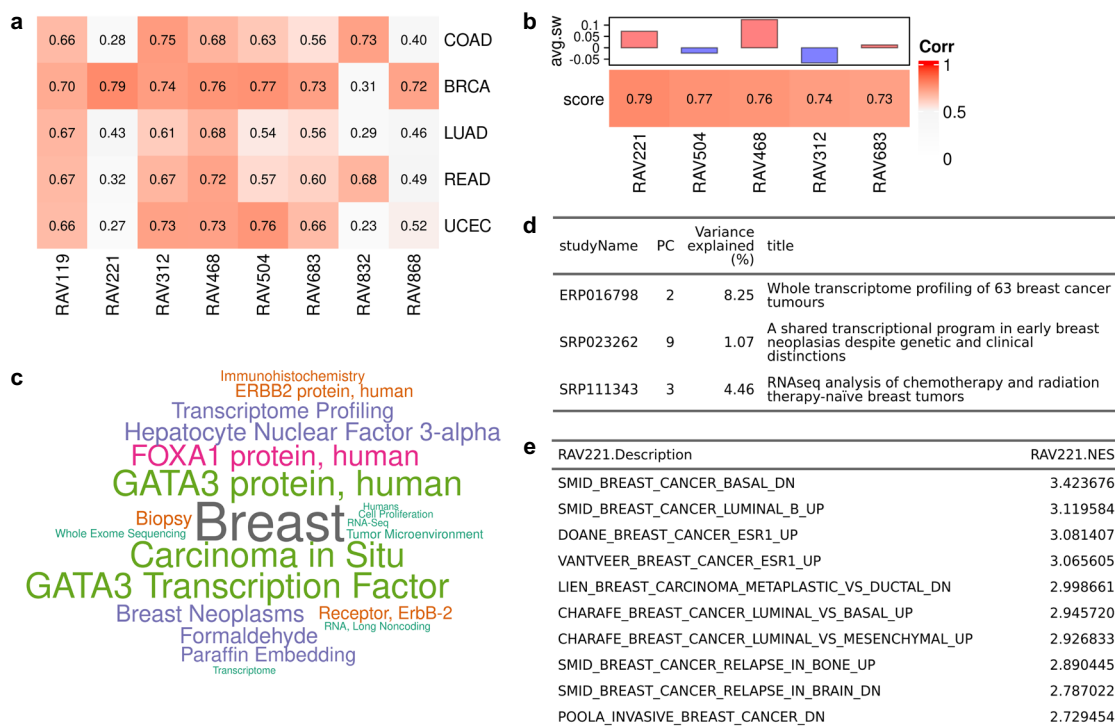 a
0.66 0.28 0.75 0.68 0.63 0.56 0.73 0.40 COAD
0.70 0.79 0.74 0.76 0.77 0.73 0.31 0.72 BRCA
0.67 0.43 0.61 0.68 0.54 0.56 0.29 0.46 LUAD
0.67 0.32 0.67 0.72 0.57 0.60 0.68 0.49 READ
0.66 0.27 0.73 0.73 0.76 0.66 0.23 0.52 UCEC
RAV119 RAV221 RAV312 RAV468 RAV504 RAV683 RAV832 RAV868
b
avg.sw
0.1
0.05
0
-0.05
score 0.79 0.77 0.76 0.74 0.73
RAV221 RAV504 RAV468 RAV312 RAV683
Corr
1
0.5
0
c
Immunohistochemistry
ERBB2 protein, human
Transcriptome Profiling
Hepatocyte Nuclear Factor 3-alpha
FOXA1 protein, human
GATA3 protein, human
Humans
Cell Proliferation
Biopsy Breast RNA-Seq
Whole Exome Sequencing Tumor Microenvironment
Carcinoma in Situ
GATA3 Transcription Factor
Breast Neoplasms Receptor, ErbB-2
RNA, Long Noncoding
Formaldehyde
Paraffin Embedding
Transcriptome
d
studyName PC Variance explained (%) title
ERP016798 2 8.25 Whole transcriptome profiling of 63 breast cancer
tumours
A shared transcriptional program in early breast
SRP023262 9 1.07 neoplasias despite genetic and clinical
distinctions
SRP111343 3 4.46 RNAseq analysis of chemotherapy and radiation
therapy-naïve breast tumors
e
RAV221.Description RAV221.NES
SMID_BREAST_CANCER_BASAL_DN 3.423676
SMID_BREAST_CANCER_LUMINAL_B_UP 3.119584
DOANE_BREAST_CANCER_ESR1_UP 3.081407
VANTVEER_BREAST_CANCER_ESR1_UP 3.065605
LIEN_BREAST_CARCINOMA_METAPLASTIC_VS_DUCTAL_DN 2.998661
CHARAFE_BREAST_CANCER_LUMINAL_VS_BASAL_UP 2.945720
CHARAFE_BREAST_CANCER_LUMINAL_VS_MESENCHYMAL_UP 2.926833
SMID_BREAST_CANCER_RELAPSE_IN_BONE_UP 2.890445
SMID_BREAST_CANCER_RELAPSE_IN_BRAIN_DN 2.787022
POOLA_INVASIVE_BREAST_CANCER_DN 2.729454